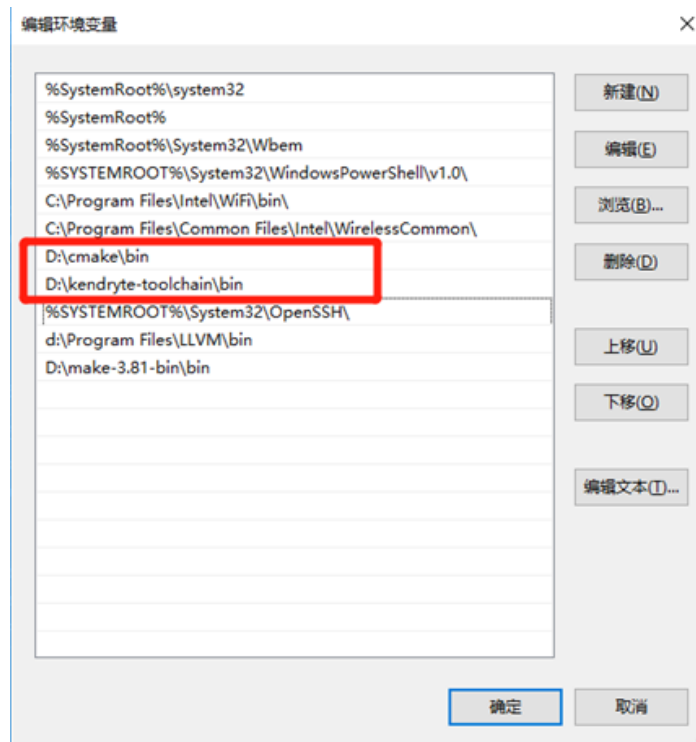 编辑环境变量
%SystemRoot%\system32
%SystemRoot%
%SystemRoot%\System32\Wbem
%SYSTEMROOT%\System32\WindowsPowerShell\v1.0\
C:\Program Files\Intel\WiFi\bin\
C:\Program Files\Common Files\Intel\WirelessCommon\
D:\cmake\bin
D:\kendryte-toolchain\bin
%SYSTEMROOT%\System32\OpenSSH\
d:\Program Files\LLVM\bin
D:\make-3.81-bin\bin
新建(N)
编辑(E)
浏览(B)...
删除(D)
上移(U)
下移(O)
编辑文本(T)...
确定
取消